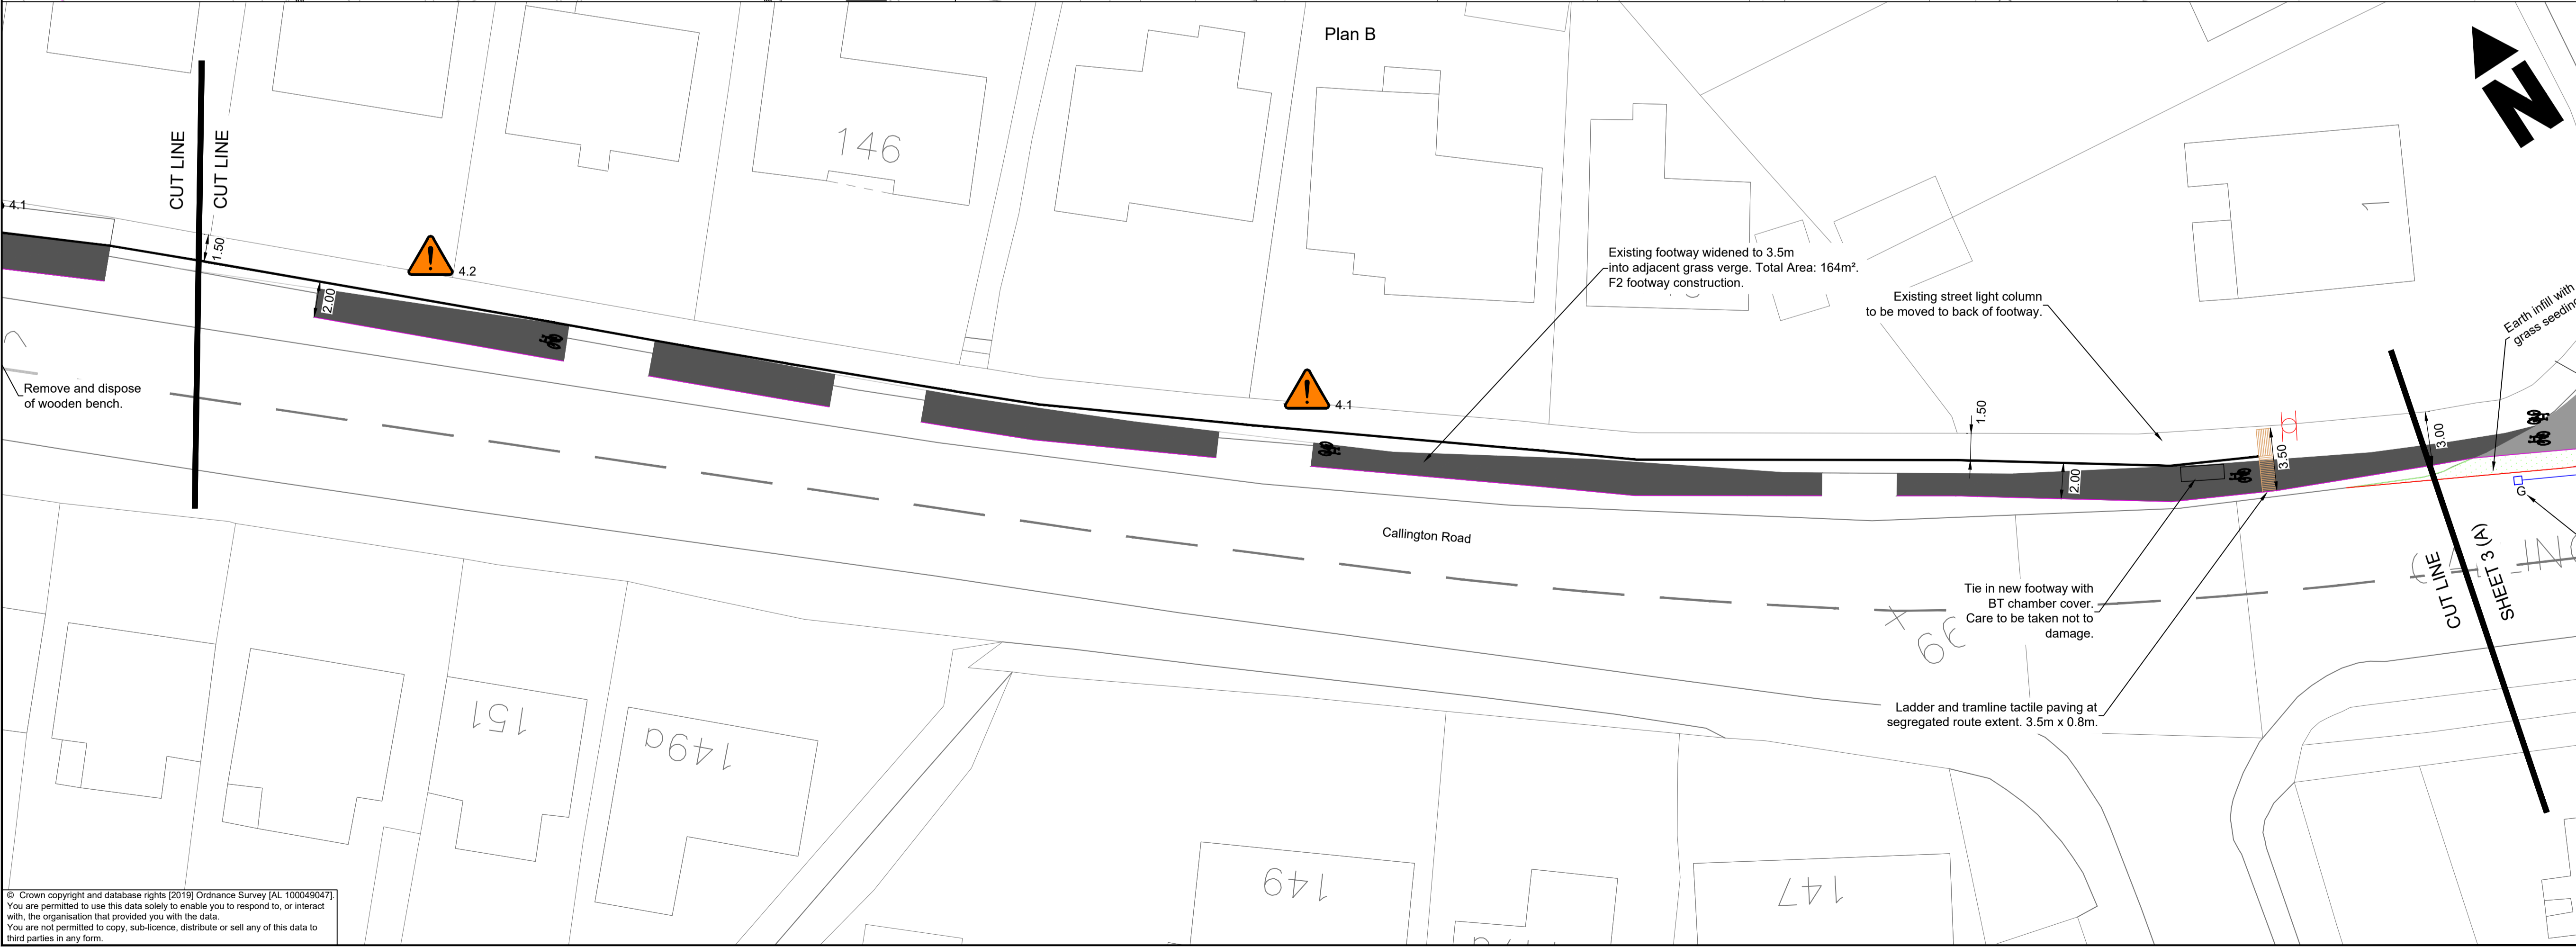 Plan B
N
CUT LINE
CUT LINE
146
1
4.1
1.50
4.2
2.00
Existing footway widened to 3.5m
into adjacent grass verge. Total Area: 164m².
F2 footway construction.
Existing street light column
to be moved to back of footway.
Earth infill with
grass seeding
Remove and dispose
of wooden bench.
4.1
1.50
3.00
3.50
2.00
G
Callington Road
CUT LINE
SHEET 3 (A)
Tie in new footway with
BT chamber cover.
Care to be taken not to
damage.
39
Ladder and tramline tactile paving at
segregated route extent. 3.5m x 0.8m.
151
149a
149
147
© Crown copyright and database rights [2019] Ordnance Survey [AL 100049047].
You are permitted to use this data solely to enable you to respond to, or interact
with, the organisation that provided you with the data.
You are not permitted to copy, sub-licence, distribute or sell any of this data to
third parties in any form.